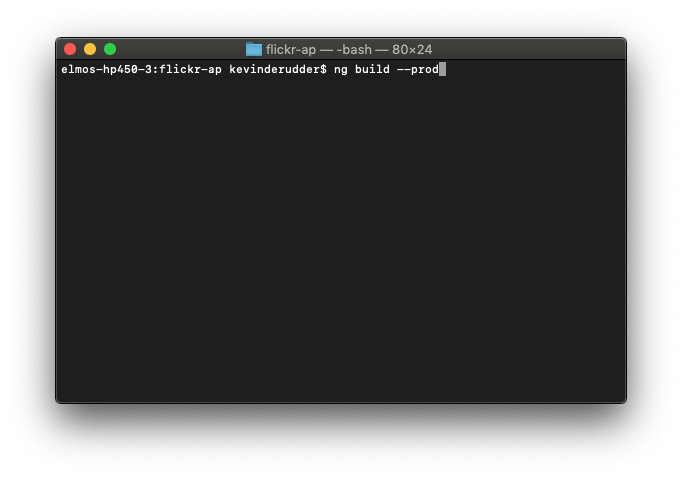 flickr-ap — -bash — 80×24
elmos-hp450-3:flickr-ap kevinderudder$ ng build --prod